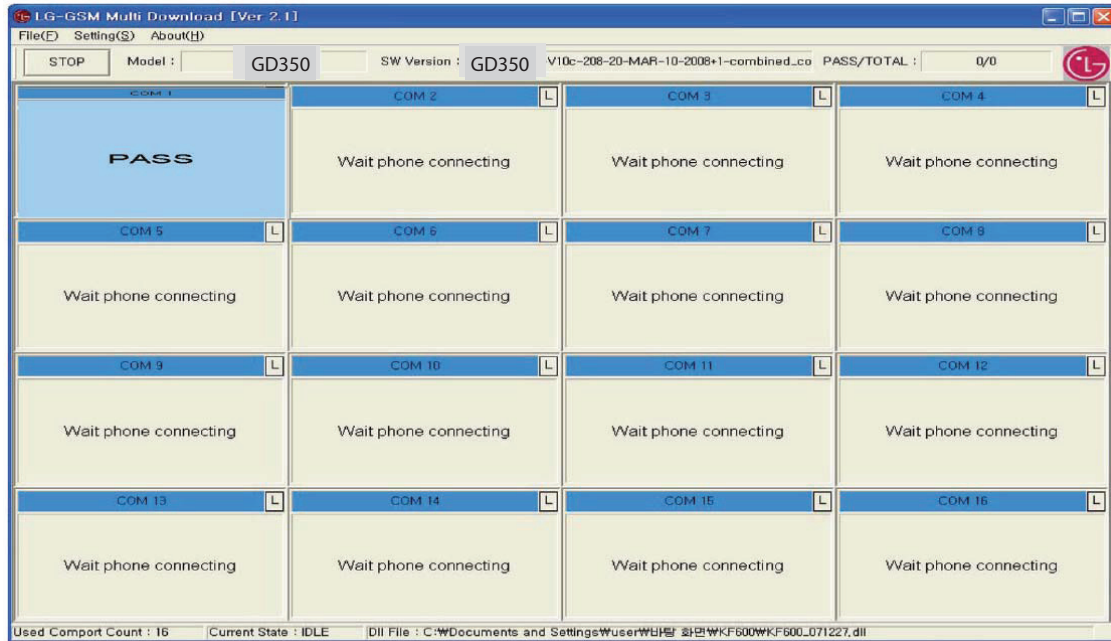 LG-GSM Multi Download [Ver 2.1]
File(F) Setting(S) About(H)
STOP Model : GD350 SW Version : GD350 V10c-208-20-MAR-10-2008+1-combined_co PASS/TOTAL : 0/0
COM 1 COM 2 L COM 3 L COM 4 L
PASS Wait phone connecting Wait phone connecting Wait phone connecting
COM 5 L COM 6 L COM 7 L COM 8 L
Wait phone connecting Wait phone connecting Wait phone connecting Wait phone connecting
COM 9 L COM 10 L COM 11 L COM 12 L
Wait phone connecting Wait phone connecting Wait phone connecting Wait phone connecting
COM 13 L COM 14 L COM 15 L COM 16 L
Wait phone connecting Wait phone connecting Wait phone connecting Wait phone connecting
Used Comport Count : 16 Current State : IDLE Dll File : C:₩Documents and Settings₩user₩바탕 화면₩KF600₩KF600_071227.dll